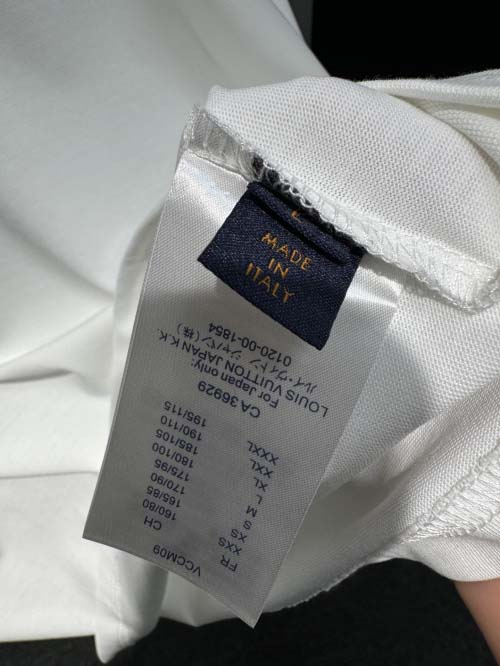 L
MADE
IN
ITALY
VCCM09
FR CH
XXS 160/80
XS 165/85
S 170/90
M 175/95
L 180/100
XL 185/105
XXL 190/110
XXXL 195/115
CA 36929
For Japan only:
LOUIS VUITTON JAPAN K.K.
ルイ・ヴィトン ジャパン(株)
0120-00-1854